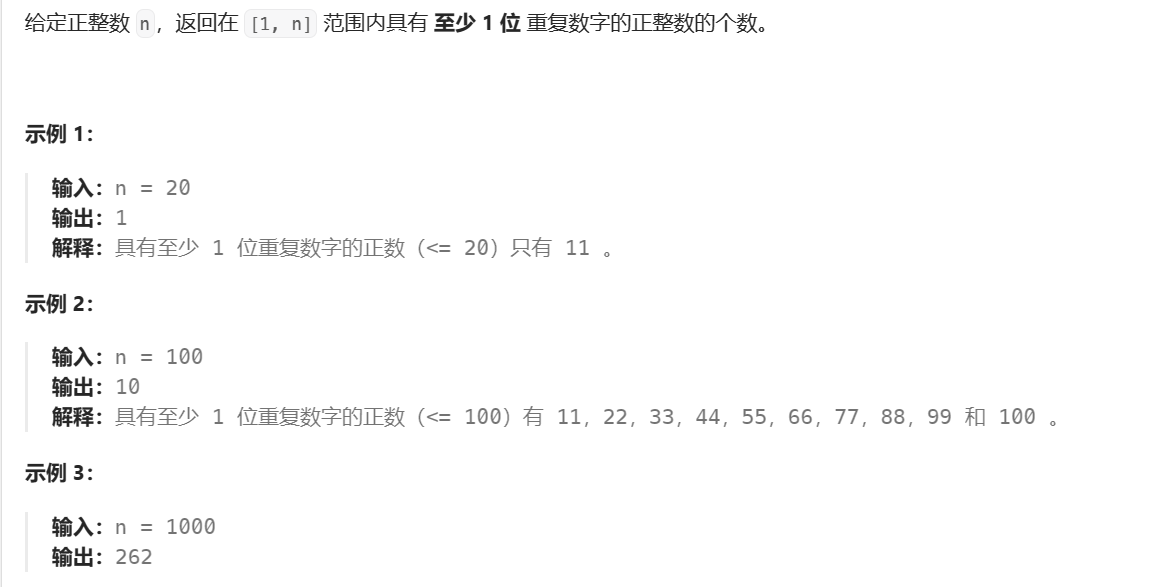 给定正整数 n，返回在 [1, n] 范围内具有 至少 1 位 重复数字的正整数的个数。
示例 1：
输入：n = 20
输出：1
解释：具有至少 1 位重复数字的正数（<= 20）只有 11 。
示例 2：
输入：n = 100
输出：10
解释：具有至少 1 位重复数字的正数（<= 100）有 11，22，33，44，55，66，77，88，99 和 100 。
示例 3：
输入：n = 1000
输出：262